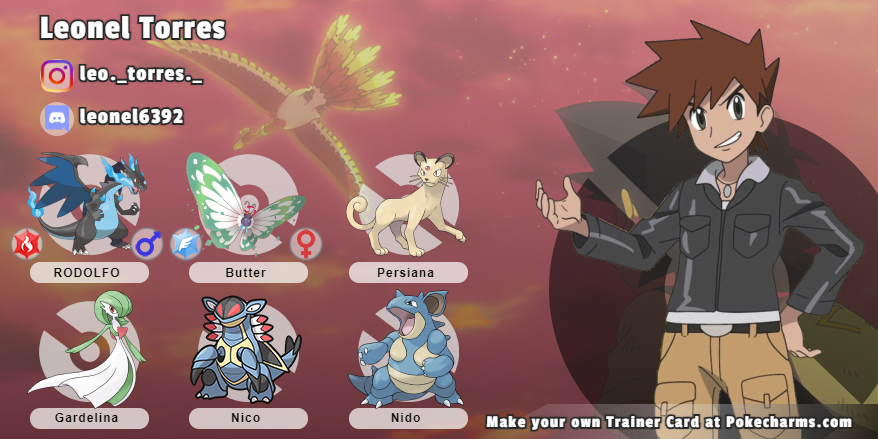 Leonel Torres
leo._torres._
leonel6392
RODOLFO
Butter
Persiana
Gardelina
Nico
Nido
Make your own Trainer Card at Pokecharms.com